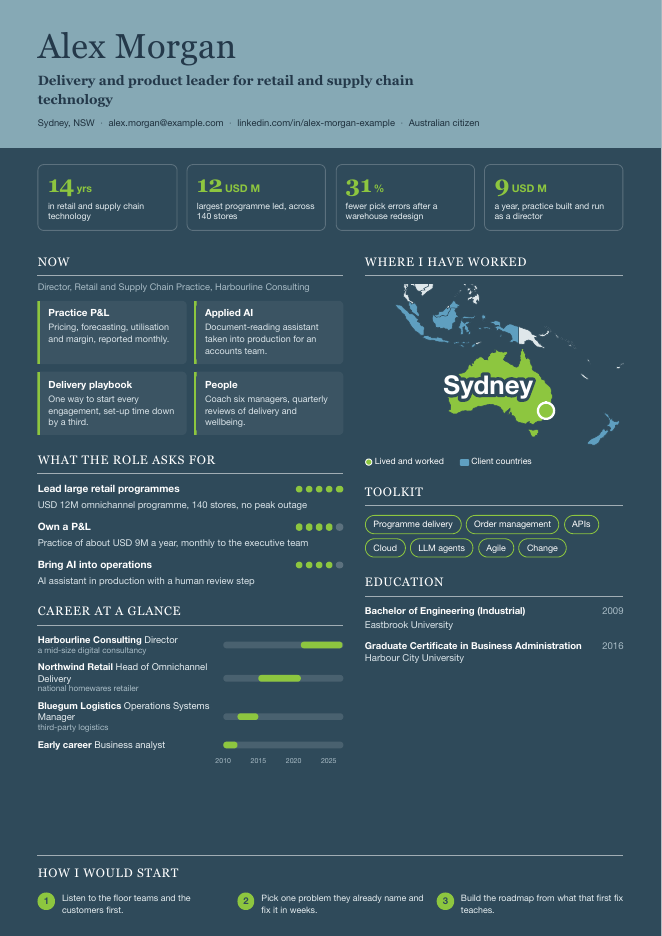 Alex Morgan
Delivery and product leader for retail and supply chain
technology
Sydney, NSW · alex.morgan@example.com · linkedin.com/in/alex-morgan-example · Australian citizen
14 yrs
in retail and supply chain
technology
12 USD M
largest programme led, across
140 stores
31 %
fewer pick errors after a
warehouse redesign
9 USD M
a year, practice built and run
as a director
NOW
Director, Retail and Supply Chain Practice, Harbourline Consulting
Practice P&L
Pricing, forecasting, utilisation
and margin, reported monthly.
Applied AI
Document-reading assistant
taken into production for an
accounts team.
Delivery playbook
One way to start every
engagement, set-up time down
by a third.
People
Coach six managers, quarterly
reviews of delivery and
wellbeing.
WHAT THE ROLE ASKS FOR
Lead large retail programmes
USD 12M omnichannel programme, 140 stores, no peak outage
Own a P&L
Practice of about USD 9M a year, monthly to the executive team
Bring AI into operations
AI assistant in production with a human review step
CAREER AT A GLANCE
Harbourline Consulting Director
a mid-size digital consultancy
Northwind Retail Head of Omnichannel
Delivery
national homewares retailer
Bluegum Logistics Operations Systems
Manager
third-party logistics
Early career Business analyst
2010 2015 2020 2025
WHERE I HAVE WORKED
Sydney
Lived and worked
Client countries
TOOLKIT
Programme delivery
Order management
APIs
Cloud
LLM agents
Agile
Change
EDUCATION
Bachelor of Engineering (Industrial) 2009
Eastbrook University
Graduate Certificate in Business Administration 2016
Harbour City University
HOW I WOULD START
1 Listen to the floor teams and the
customers first.
2 Pick one problem they already name and
fix it in weeks.
3 Build the roadmap from what that first fix
teaches.